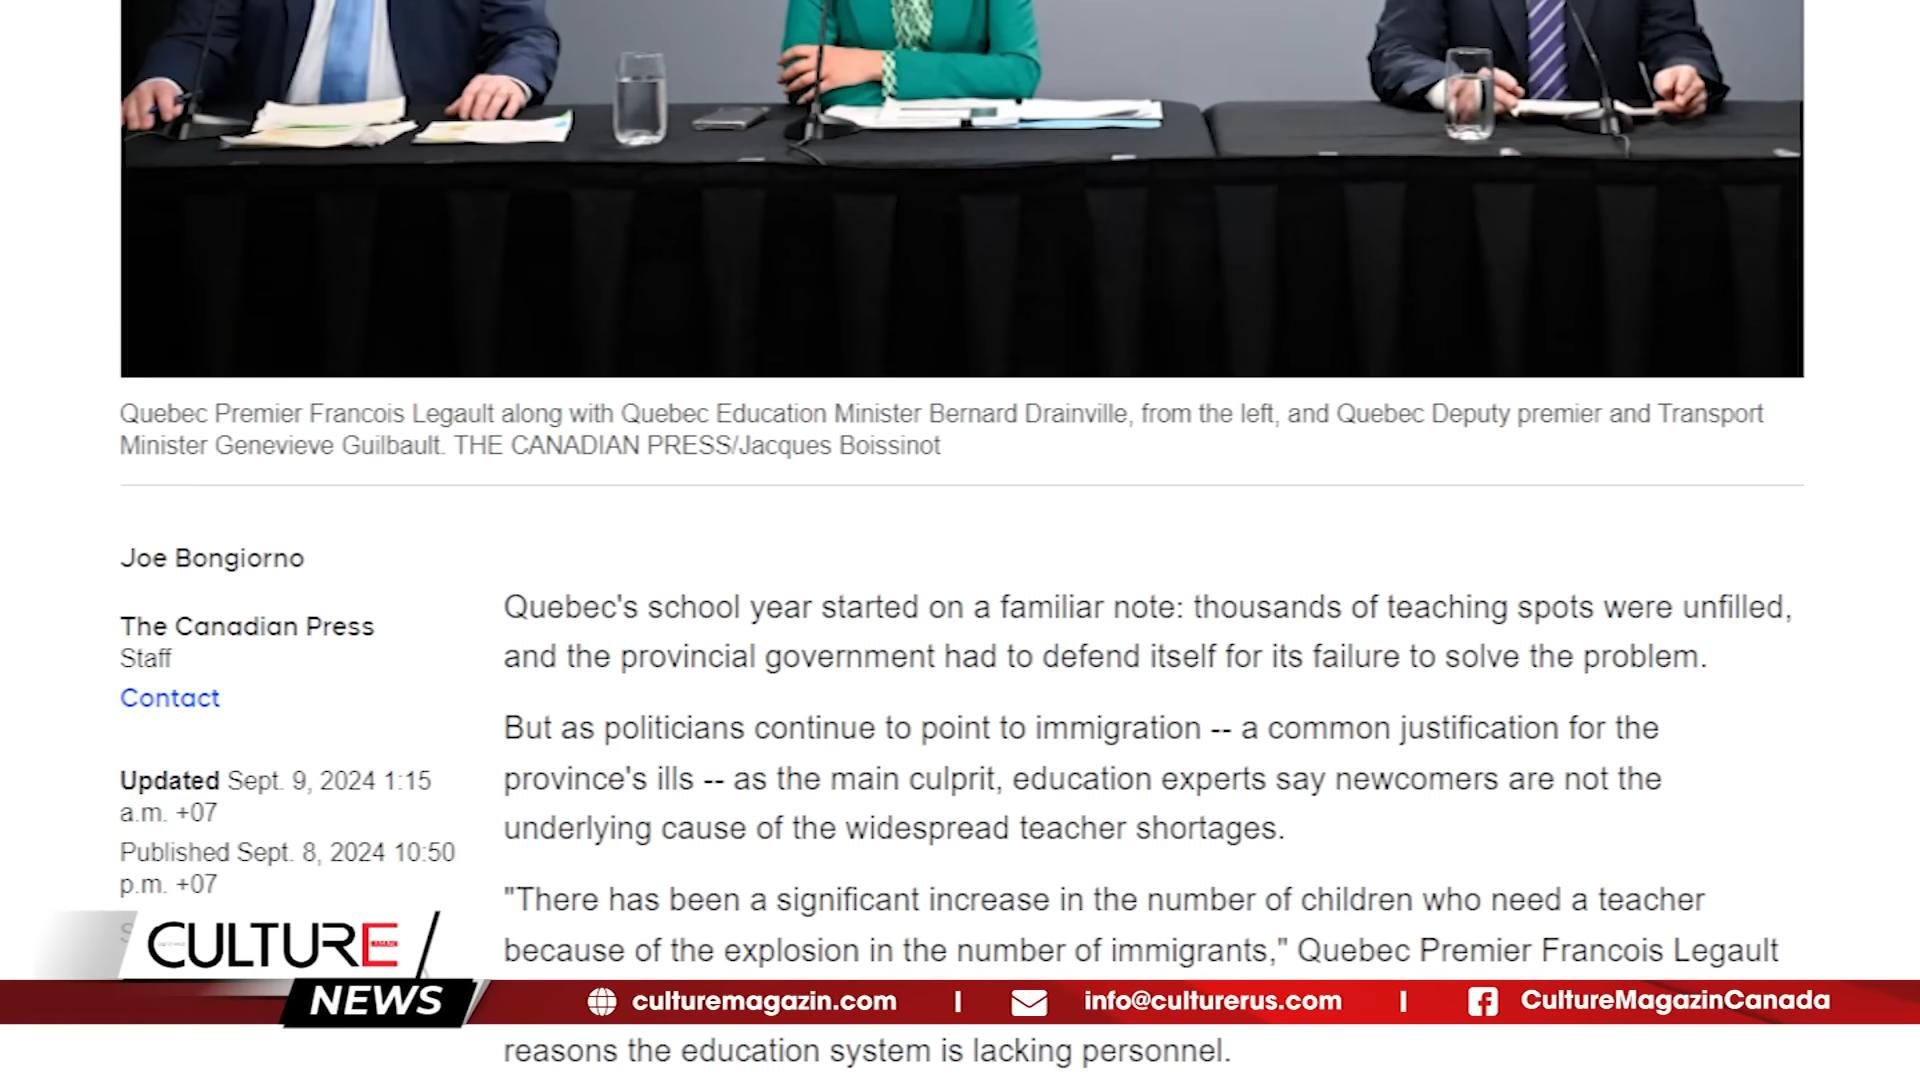 Quebec Premier Francois Legault along with Quebec Education Minister Bernard Drainville, from the left, and Quebec Deputy premier and Transport
Minister Genevieve Guilbault. THE CANADIAN PRESS/Jacques Boissinot
Joe Bongiorno
The Canadian Press
Staff
Contact
Updated Sept. 9, 2024 1:15
a.m. +07
Published Sept. 8, 2024 10:50
p.m. +07
Quebec's school year started on a familiar note: thousands of teaching spots were unfilled,
and the provincial government had to defend itself for its failure to solve the problem.
But as politicians continue to point to immigration -- a common justification for the
province's ills -- as the main culprit, education experts say newcomers are not the
underlying cause of the widespread teacher shortages.
"There has been a significant increase in the number of children who need a teacher
because of the explosion in the number of immigrants," Quebec Premier Francois Legault
reasons the education system is lacking personnel.
CULTURE MAGAZIN
NEWS
culturemagazin.com | info@culturerus.com | CultureMagazinCanada